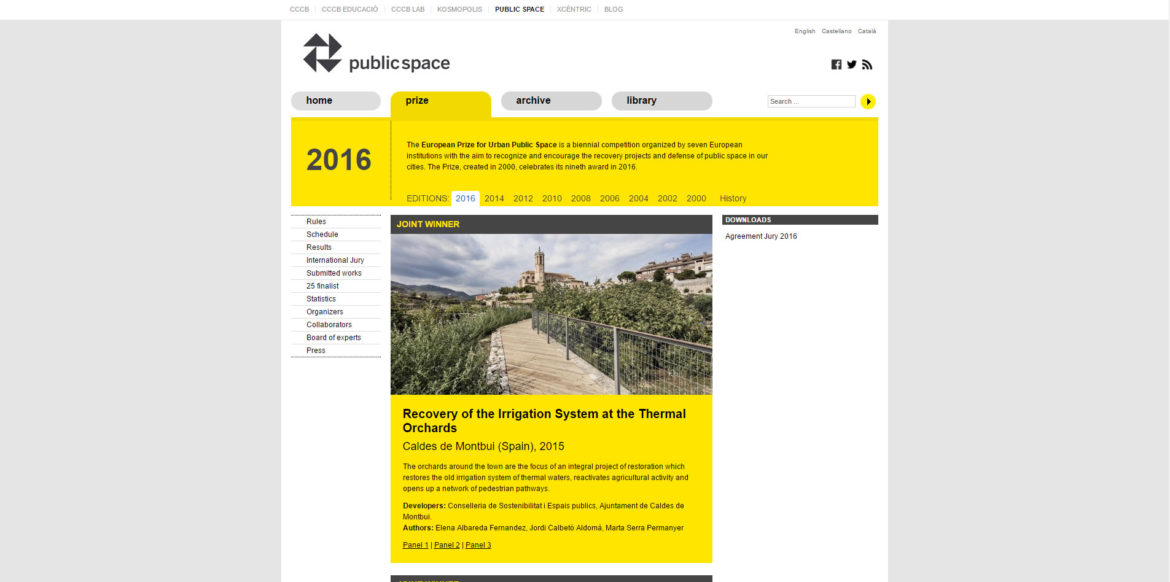 CCCB CCCB EDUCACIÓ CCCB LAB KOSMOPOLIS PUBLIC SPACE XCÈNTRIC BLOG
English Castellano Català
public space
home prize archive library Search ...
2016
The European Prize for Urban Public Space is a biennial competition organized by seven European
institutions with the aim to recognize and encourage the recovery projects and defense of public space in our
cities. The Prize, created in 2000, celebrates its nineth award in 2016.
EDITIONS: 2016 2014 2012 2010 2008 2006 2004 2002 2000 History
Rules
Schedule
Results
International Jury
Submitted works
25 finalist
Statistics
Organizers
Collaborators
Board of experts
Press
JOINT WINNER
Recovery of the Irrigation System at the Thermal
Orchards
Caldes de Montbui (Spain), 2015
The orchards around the town are the focus of an integral project of restoration which
restores the old irrigation system of thermal waters, reactivates agricultural activity and
opens up a network of pedestrian pathways.
Developers: Conselleria de Sostenibilitat i Espais publics, Ajuntament de Caldes de
Montbui.
Authors: Elena Albareda Fernandez, Jordi Calbetó Aldomá, Marta Serra Permanyer
Panel 1 | Panel 2 | Panel 3
DOWNLOADS
Agreement Jury 2016